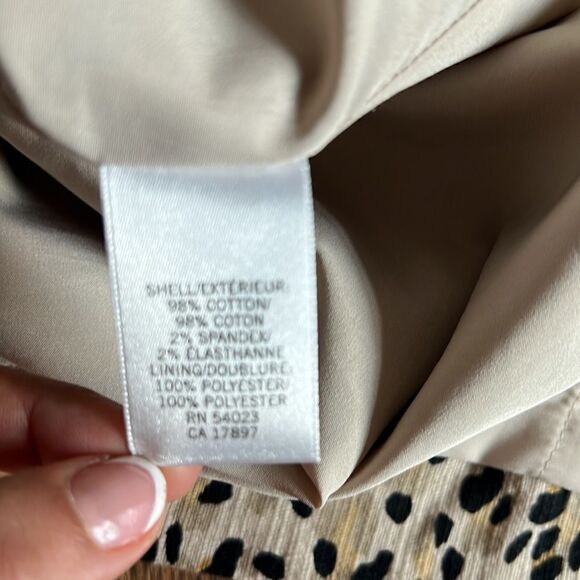 SHELL/EXTÉRIEUR:
98% COTTON/
98% COTON
2% SPANDEX/
2% ÉLASTHANNE
LINING/DOUBLURE:
100% POLYESTER/
100% POLYESTER
RN 54023
CA 17897